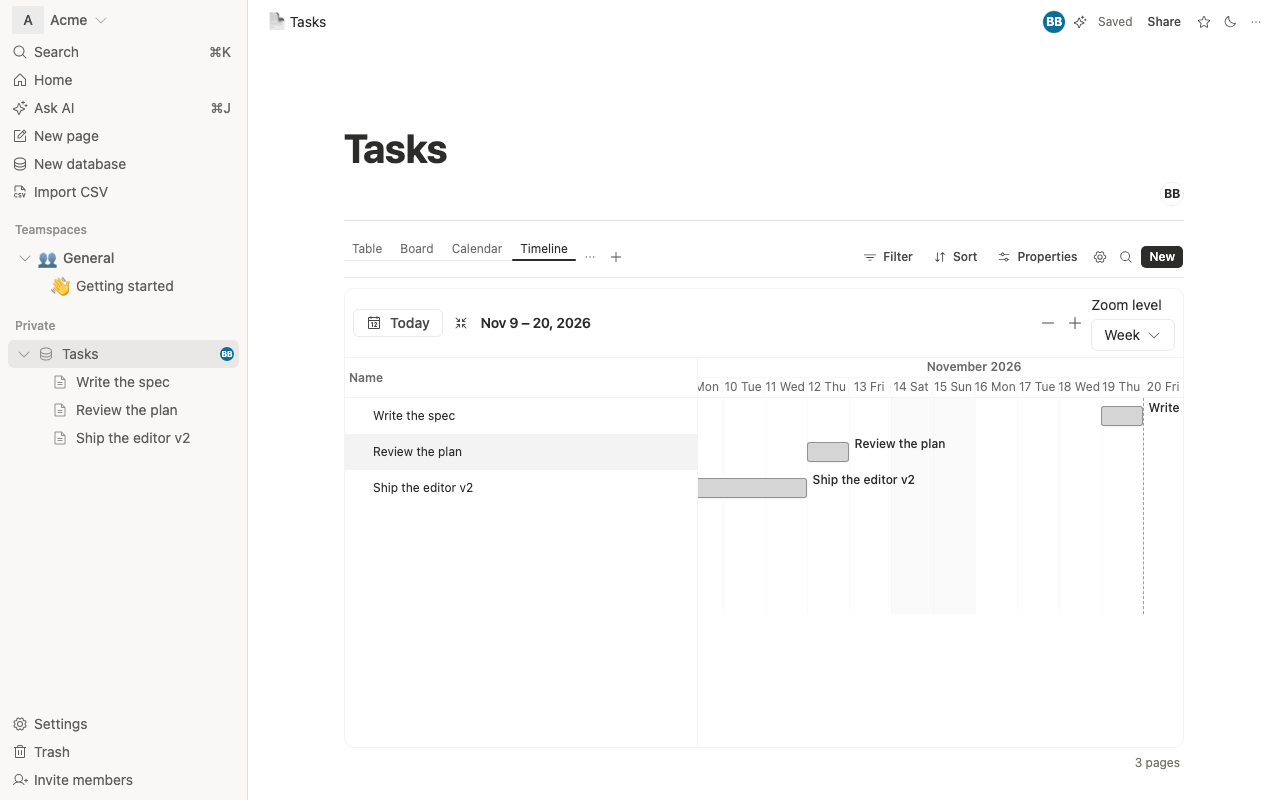 A Acme
Search ⌘K
Home
Ask AI ⌘J
New page
New database
Import CSV
Teamspaces
General
Getting started
Private
Tasks BB
Write the spec
Review the plan
Ship the editor v2
Settings
Trash
Invite members
Tasks
BB Saved Share
Tasks
BB
Table Board Calendar Timeline
Filter Sort Properties New
Today Nov 9 – 20, 2026
Zoom level
Week
Name
November 2026
Mon 10 Tue 11 Wed 12 Thu 13 Fri 14 Sat 15 Sun 16 Mon 17 Tue 18 Wed 19 Thu 20 Fri
Write the spec Write
Review the plan Review the plan
Ship the editor v2 Ship the editor v2
3 pages